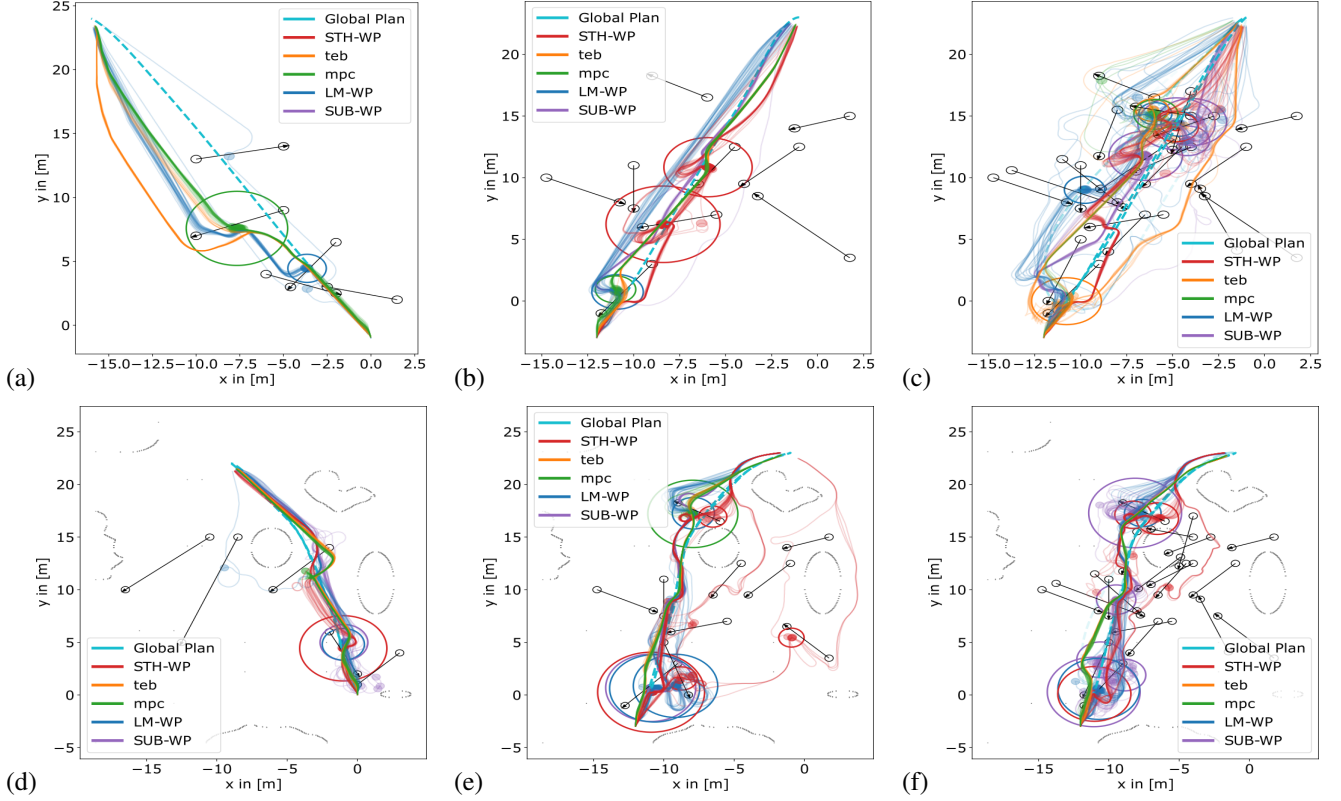 Global Plan
STH-WP
teb
mpc
LM-WP
SUB-WP
25
20
15
10
5
0
y in [m]
−15.0 −12.5 −10.0 −7.5 −5.0 −2.5 0.0 2.5
x in [m]
(a)
Global Plan
STH-WP
teb
mpc
LM-WP
SUB-WP
20
15
10
5
0
y in [m]
−15.0 −12.5 −10.0 −7.5 −5.0 −2.5 0.0 2.5
x in [m]
(b)
Global Plan
STH-WP
teb
mpc
LM-WP
SUB-WP
20
15
10
5
0
y in [m]
−15.0 −12.5 −10.0 −7.5 −5.0 −2.5 0.0 2.5
x in [m]
(c)
Global Plan
STH-WP
teb
mpc
LM-WP
SUB-WP
25
20
15
10
5
0
−5
y in [m]
−15 −10 −5 0
x in [m]
(d)
Global Plan
STH-WP
teb
mpc
LM-WP
SUB-WP
25
20
15
10
5
0
−5
y in [m]
−15 −10 −5 0
x in [m]
(e)
Global Plan
STH-WP
teb
mpc
LM-WP
SUB-WP
25
20
15
10
5
0
−5
y in [m]
−15 −10 −5 0
x in [m]
(f)